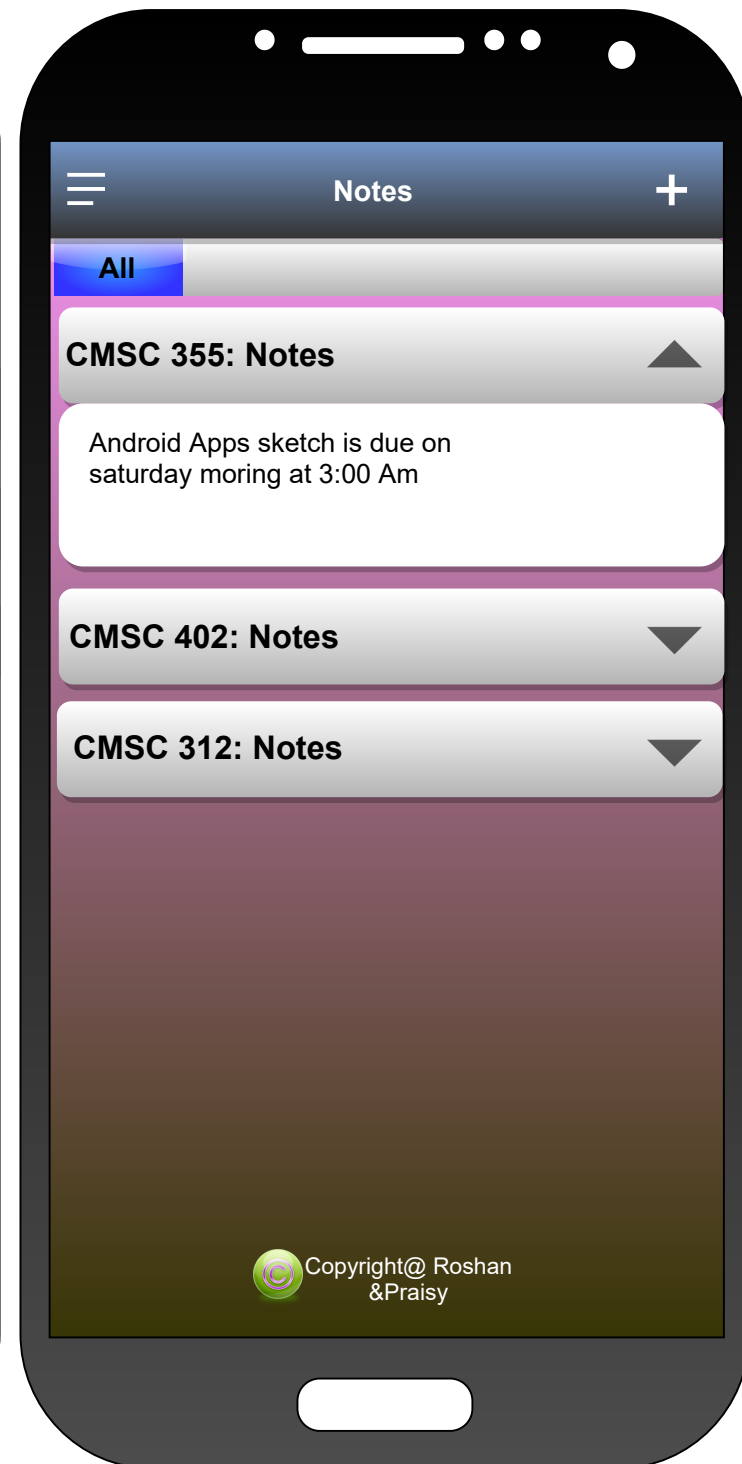 Notes
All
CMSC 355: Notes
Android Apps sketch is due on
saturday moring at 3:00 Am
CMSC 402: Notes
CMSC 312: Notes
© Copyright@ Roshan
&Praisy